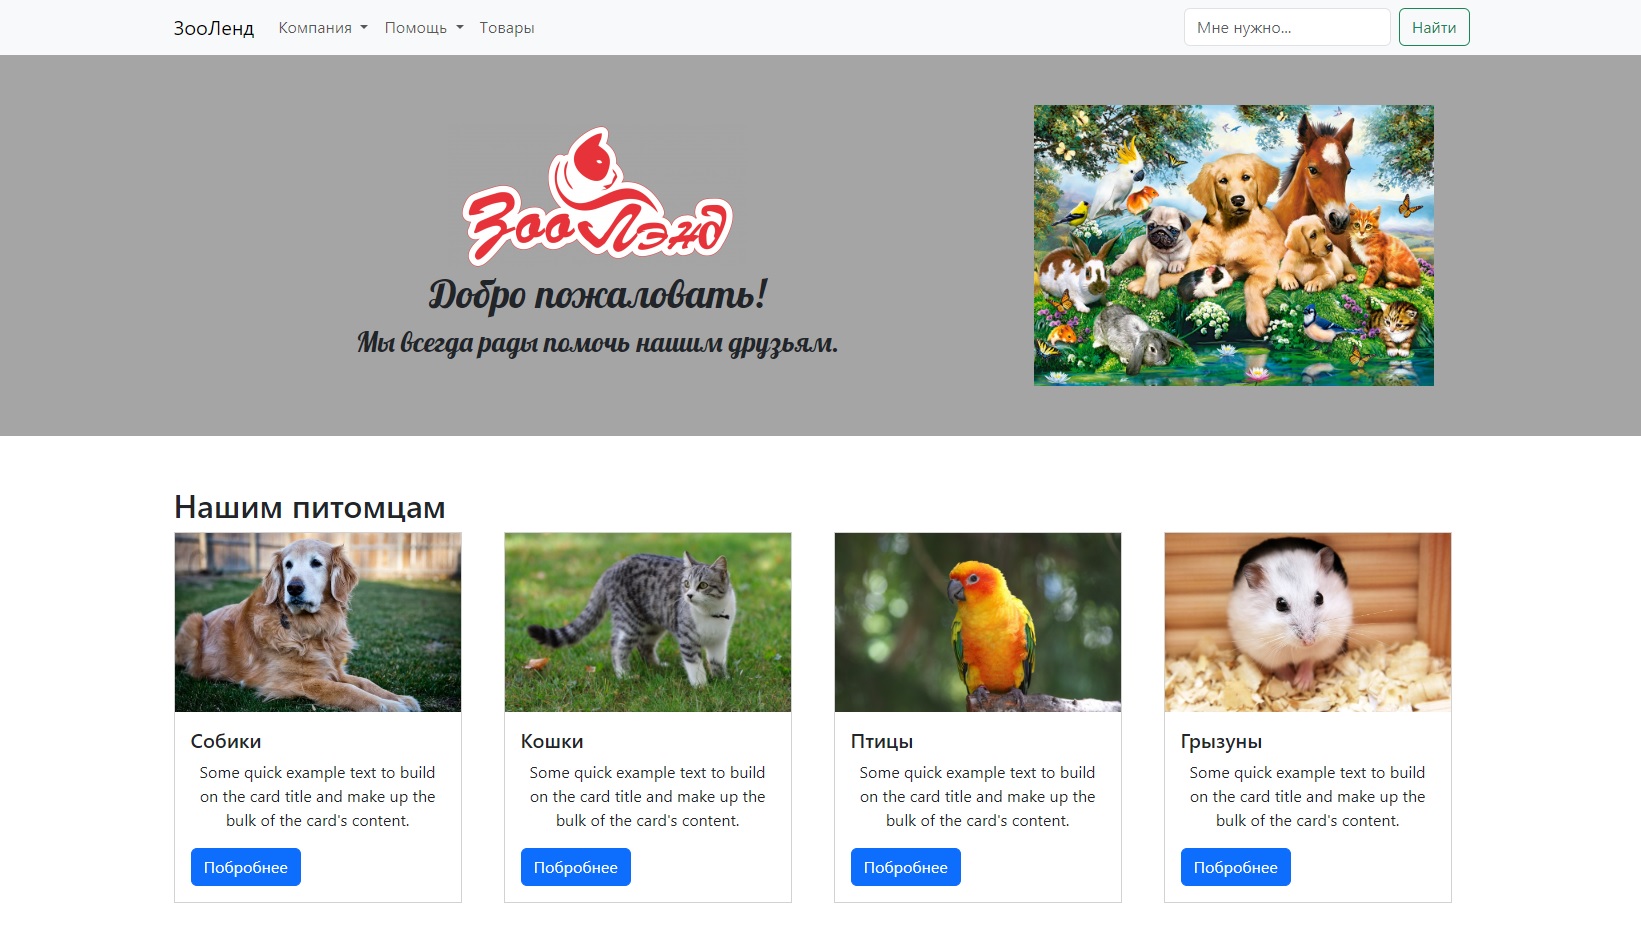 ЗооЛенд Компания Помощь Товары Мне нужно... Найти
ЗооЛэнд
Добро пожаловать!
Мы всегда рады помочь нашим друзьям.
Нашим питомцам
Собики
Some quick example text to build
on the card title and make up the
bulk of the card's content.
Побробнее
Кошки
Some quick example text to build
on the card title and make up the
bulk of the card's content.
Побробнее
Птицы
Some quick example text to build
on the card title and make up the
bulk of the card's content.
Побробнее
Грызуны
Some quick example text to build
on the card title and make up the
bulk of the card's content.
Побробнее